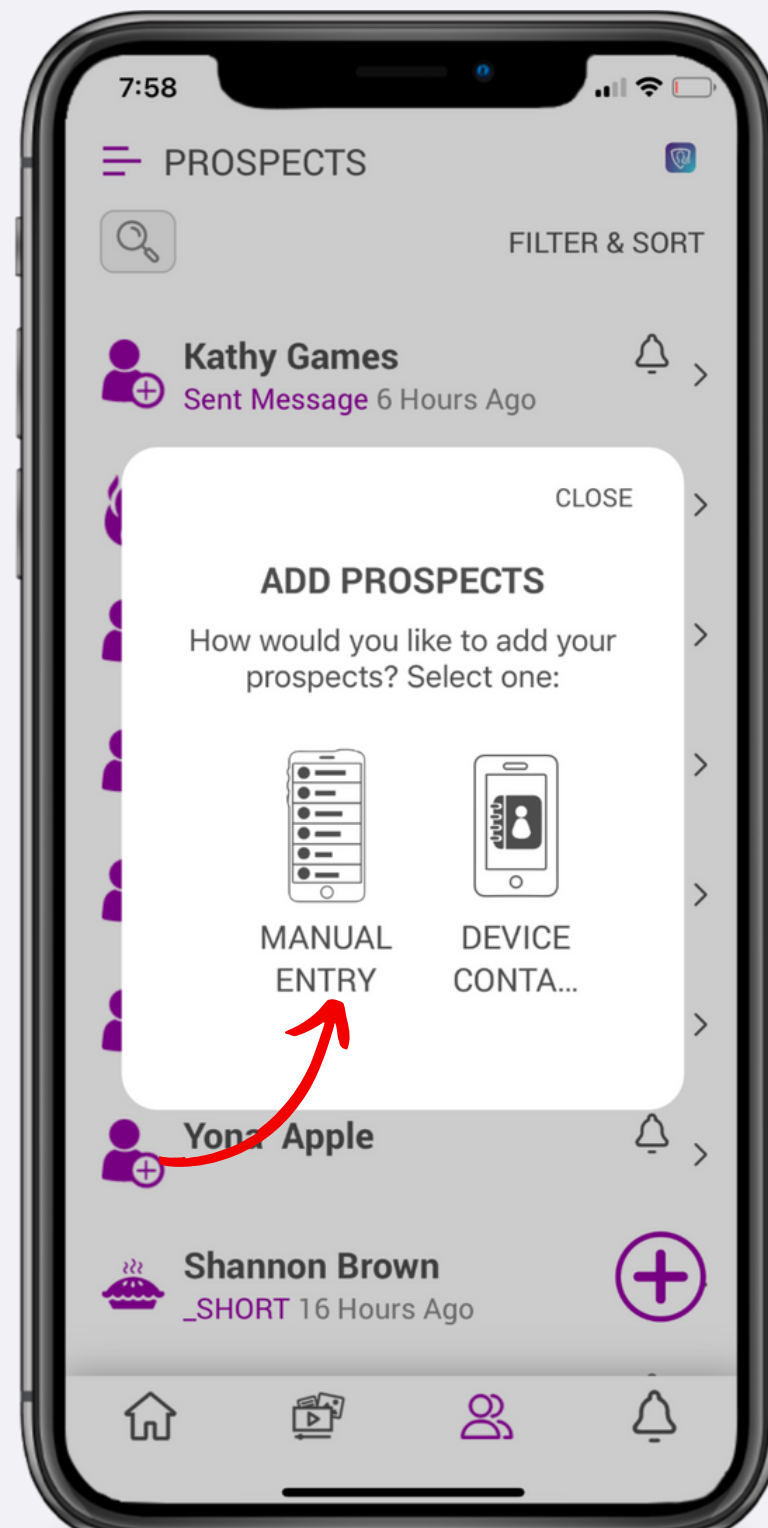 7:58
PROSPECTS
FILTER & SORT
Kathy Games
Sent Message 6 Hours Ago
CLOSE
ADD PROSPECTS
How would you like to add your
prospects? Select one:
MANUAL
ENTRY
DEVICE
CONTA...
Yona Apple
Shannon Brown
_SHORT 16 Hours Ago